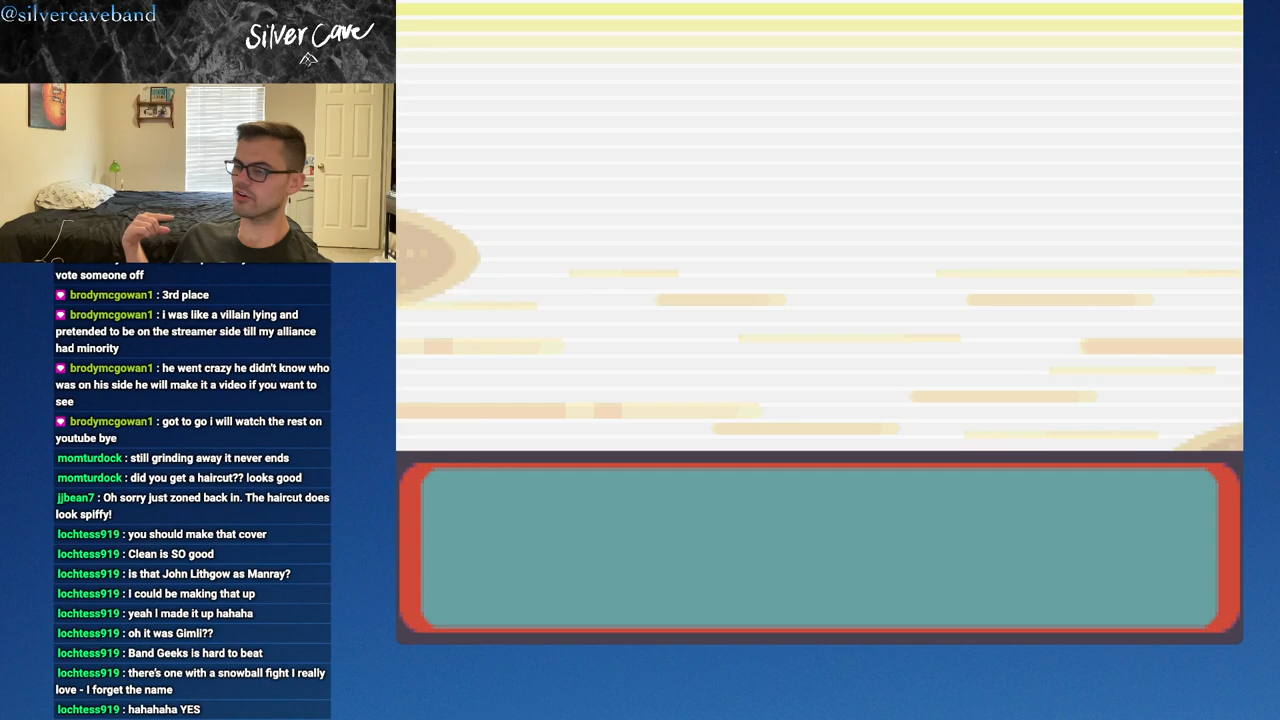 @silvercaveband
Silver Cave
vote someone off
brodymcgowan1 : 3rd place
brodymcgowan1 : i was like a villain lying and
pretended to be on the streamer side till my alliance
had minority
brodymcgowan1 : he went crazy he didn't know who
was on his side he will make it a video if you want to
see
brodymcgowan1 : got to go i will watch the rest on
youtube bye
momturdock : still grinding away it never ends
momturdock : did you get a haircut?? looks good
jjbean7 : Oh sorry just zoned back in. The haircut does
look spiffy!
lochtess919 : you should make that cover
lochtess919 : Clean is SO good
lochtess919 : is that John Lithgow as Manray?
lochtess919 : I could be making that up
lochtess919 : yeah I made it up hahaha
lochtess919 : oh it was Gimli??
lochtess919 : Band Geeks is hard to beat
lochtess919 : there's one with a snowball fight I really
love - I forget the name
lochtess919 : hahahaha YES